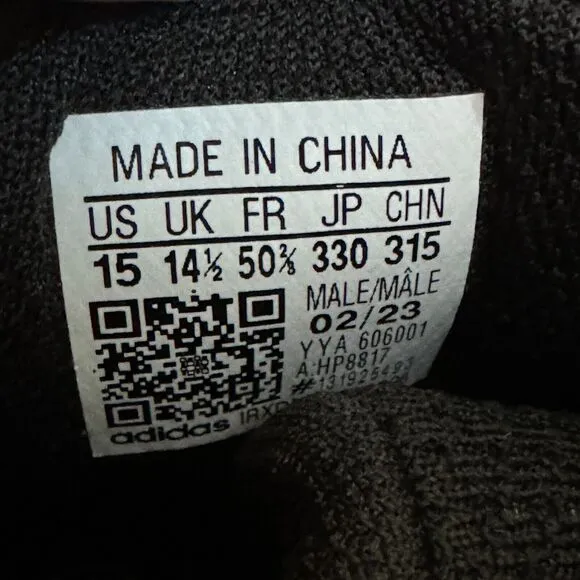 MADE IN CHINA
US UK FR JP CHN
15 14½ 50⅔ 330 315
MALE/MÂLE
02/23
YYA 606001
A:HP8817
adidas